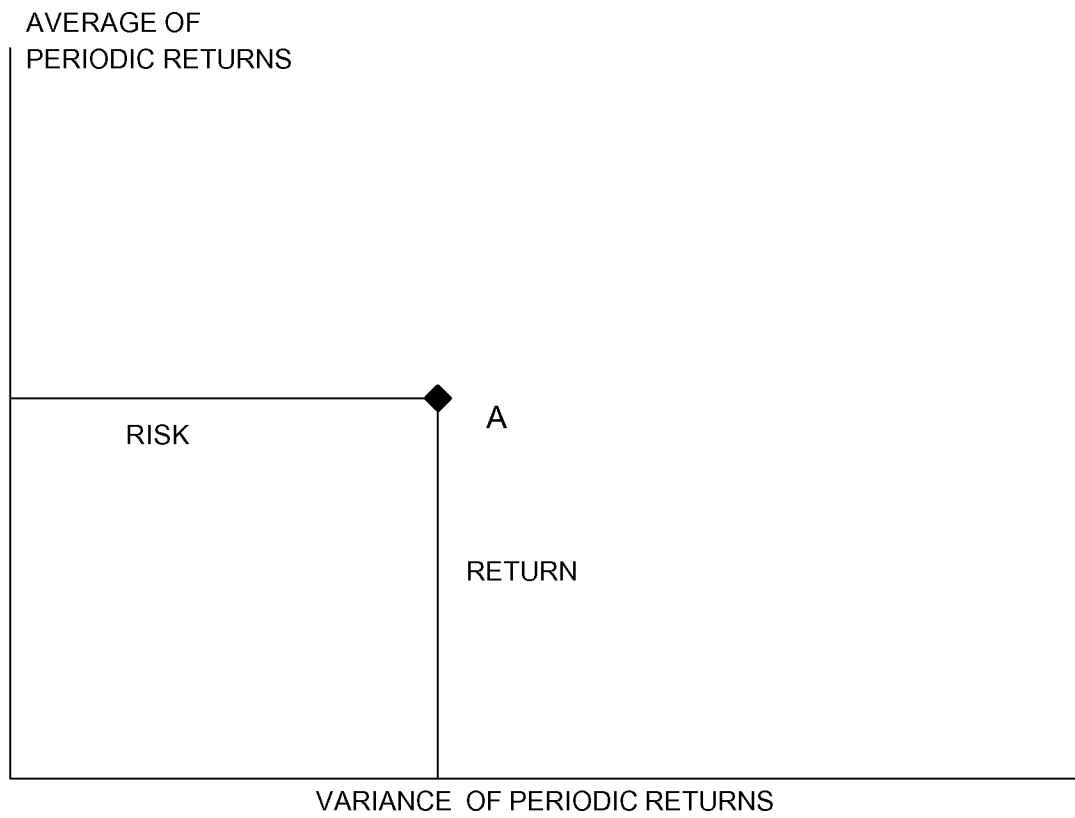 AVERAGE OF
PERIODIC RETURNS
A
RISK
RETURN
VARIANCE OF PERIODIC RETURNS